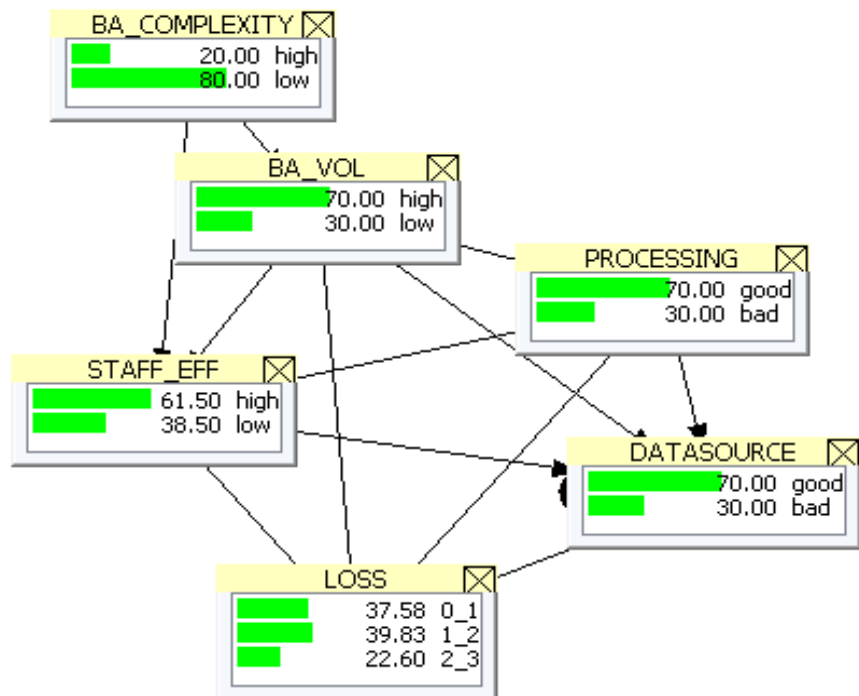 BA_COMPLEXITY
20.00 high
80.00 low
BA_VOL
70.00 high
30.00 low
PROCESSING
70.00 good
30.00 bad
STAFF_EFF
61.50 high
38.50 low
DATASOURCE
70.00 good
30.00 bad
LOSS
37.58 0_1
39.83 1_2
22.60 2_3